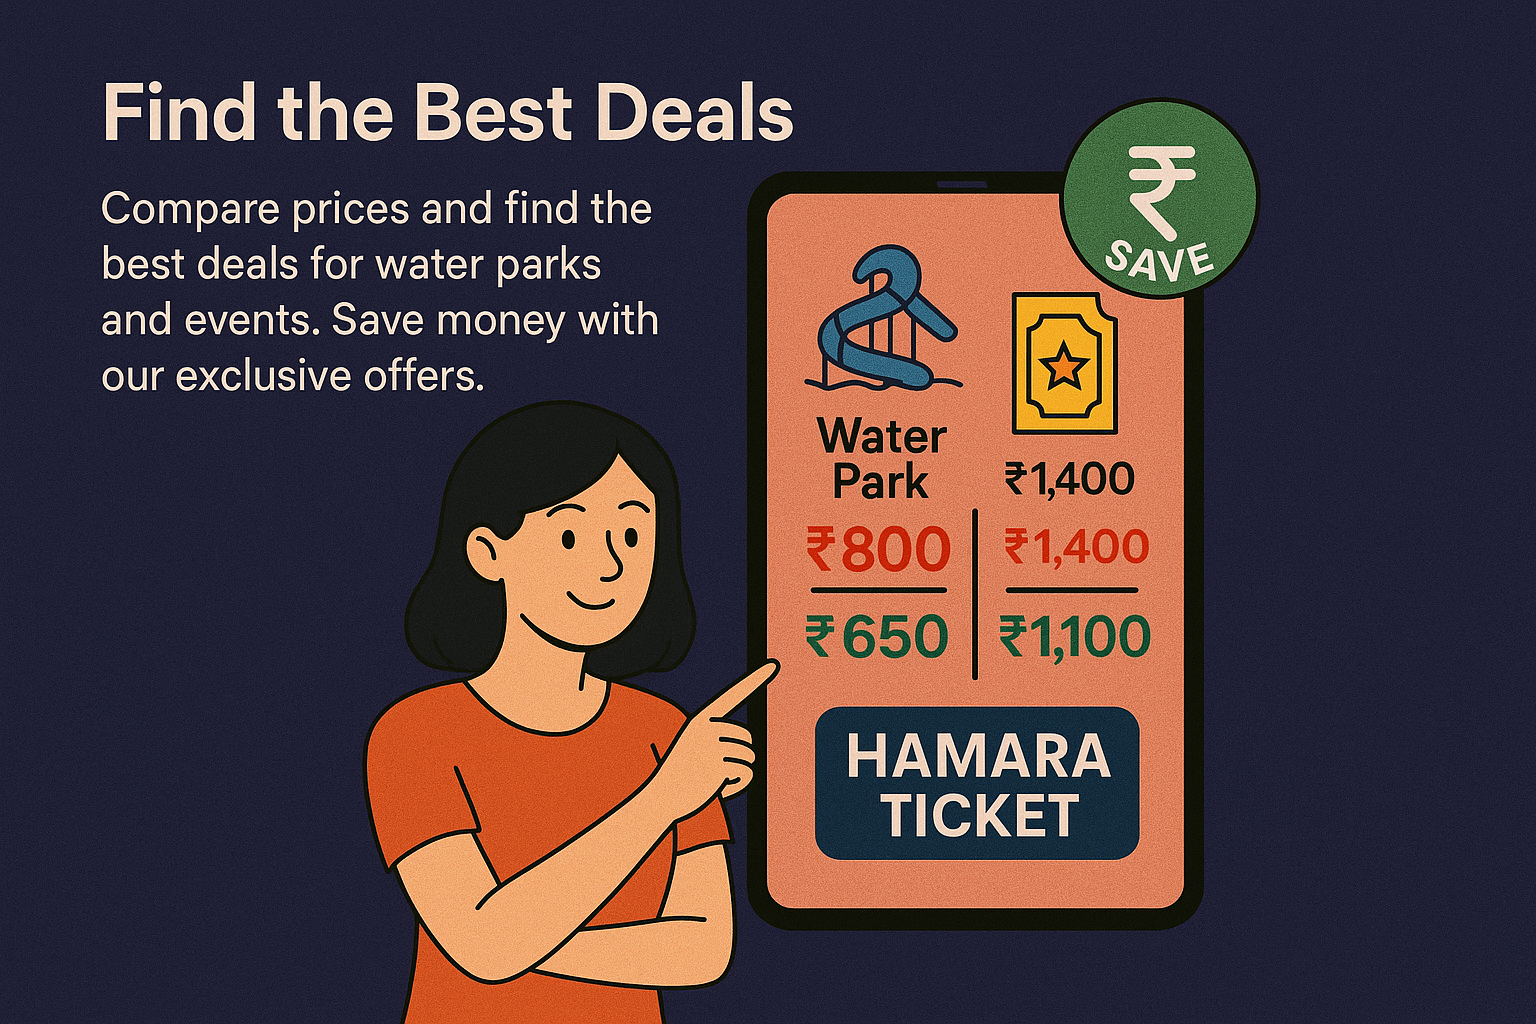 Find the Best Deals
Compare prices and find the
best deals for water parks
and events. Save money with
our exclusive offers.
₹
SAVE
Water
Park
₹800
₹650
₹1,400
₹1,400
₹1,100
HAMARA
TICKET